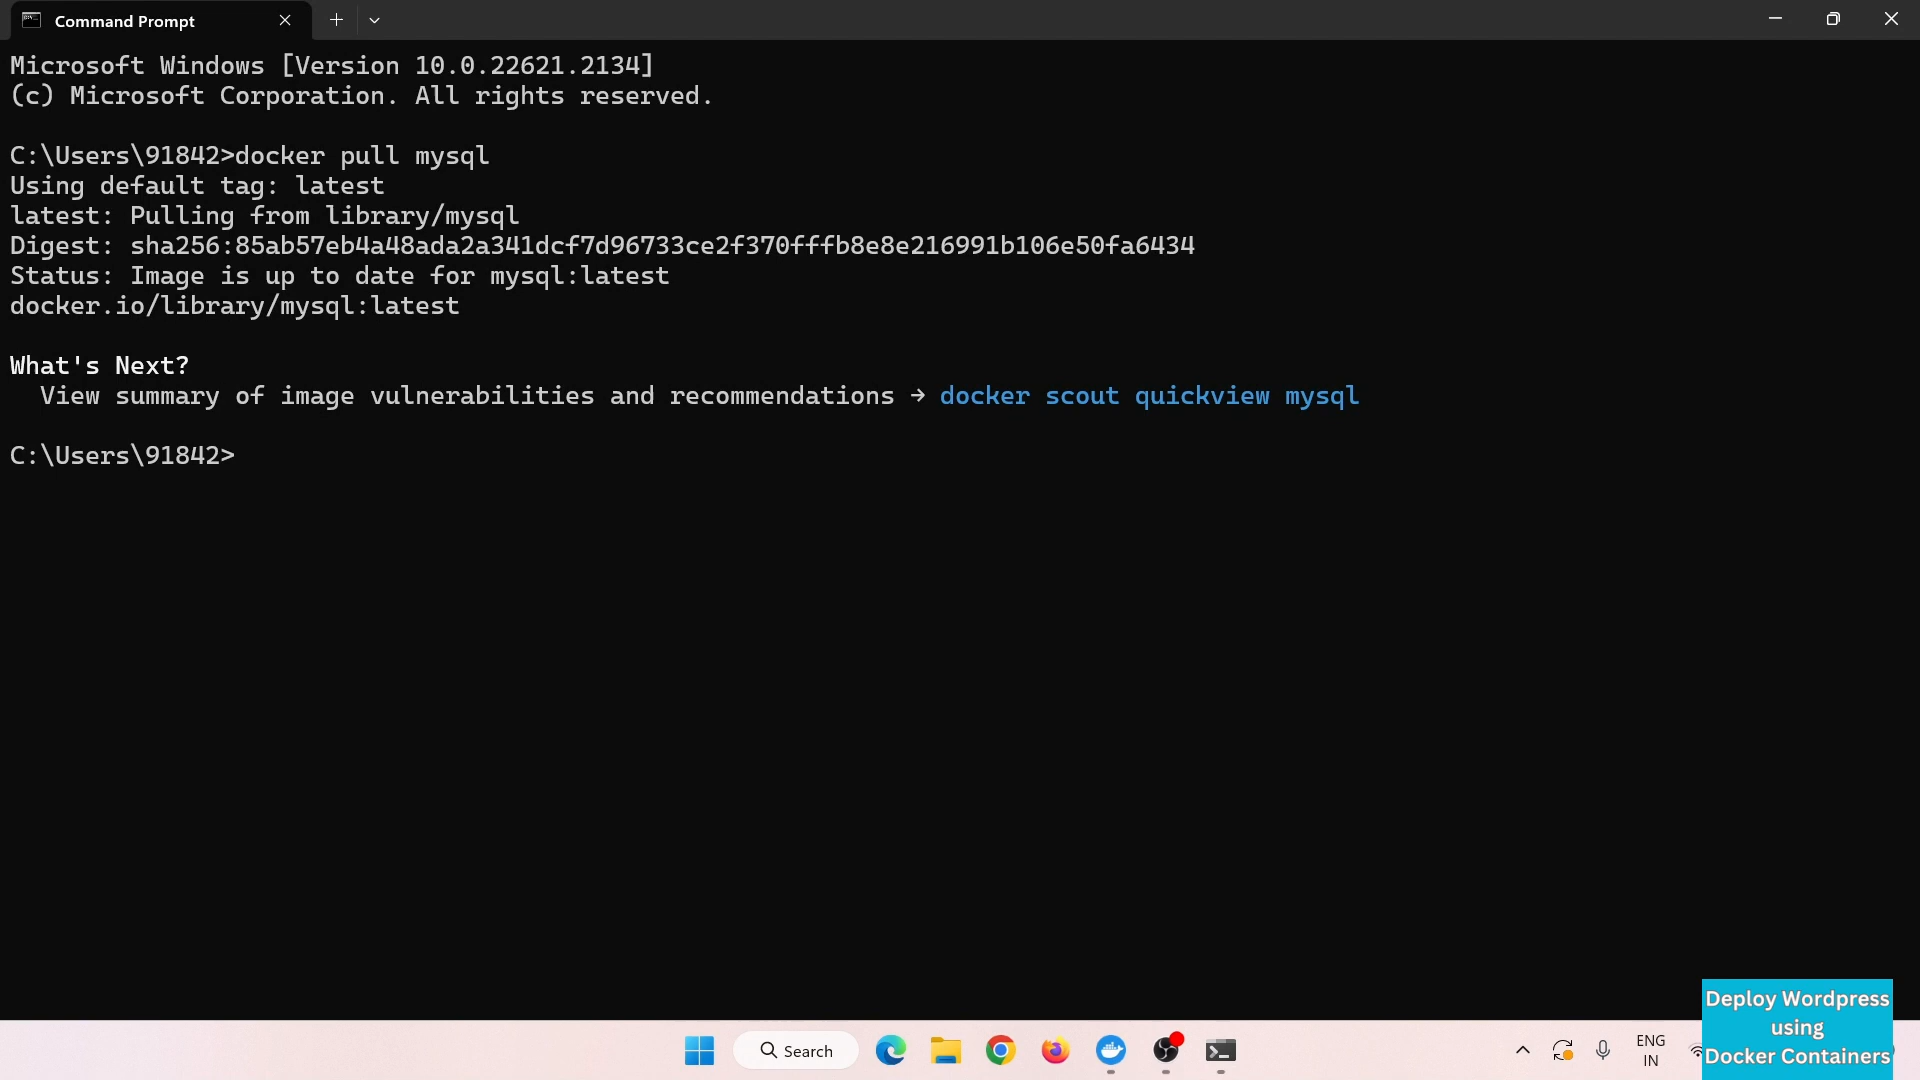 Command Prompt
Microsoft Windows [Version 10.0.22621.2134]
(c) Microsoft Corporation. All rights reserved.
C:\Users\91842>docker pull mysql
Using default tag: latest
latest: Pulling from library/mysql
Digest: sha256:85ab57eb4a48ada2a341dcf7d96733ce2f370fffb8e8e216991b106e50fa6434
Status: Image is up to date for mysql:latest
docker.io/library/mysql:latest
What's Next?
View summary of image vulnerabilities and recommendations → docker scout quickview mysql
C:\Users\91842>
Search
ENG
IN
Deploy Wordpress
using
Docker Containers